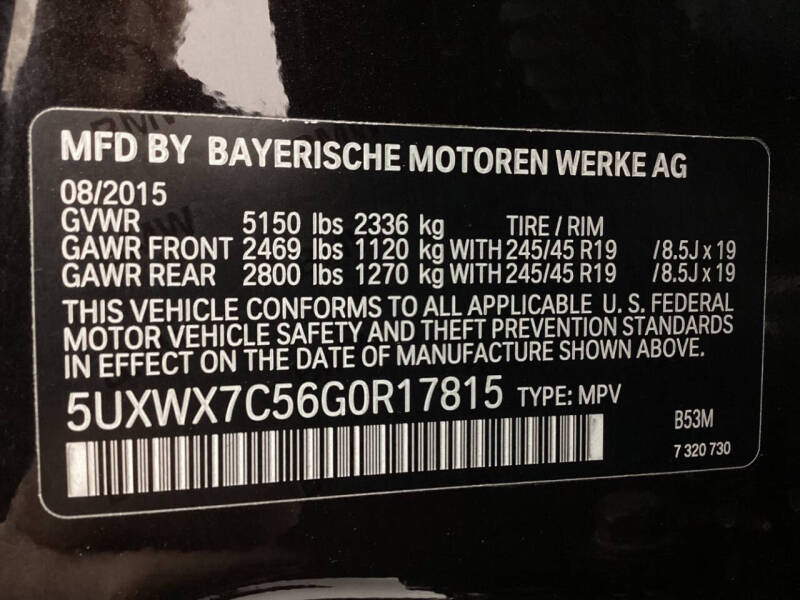 MFD BY BAYERISCHE MOTOREN WERKE AG
08/2015
GVWR 5150 lbs 2336 kg TIRE / RIM
GAWR FRONT 2469 lbs 1120 kg WITH 245/45 R19 /8.5J x 19
GAWR REAR 2800 lbs 1270 kg WITH 245/45 R19 /8.5J x 19
THIS VEHICLE CONFORMS TO ALL APPLICABLE U. S. FEDERAL
MOTOR VEHICLE SAFETY AND THEFT PREVENTION STANDARDS
IN EFFECT ON THE DATE OF MANUFACTURE SHOWN ABOVE.
5UXWX7C56G0R17815 TYPE: MPV
B53M
7 320 730